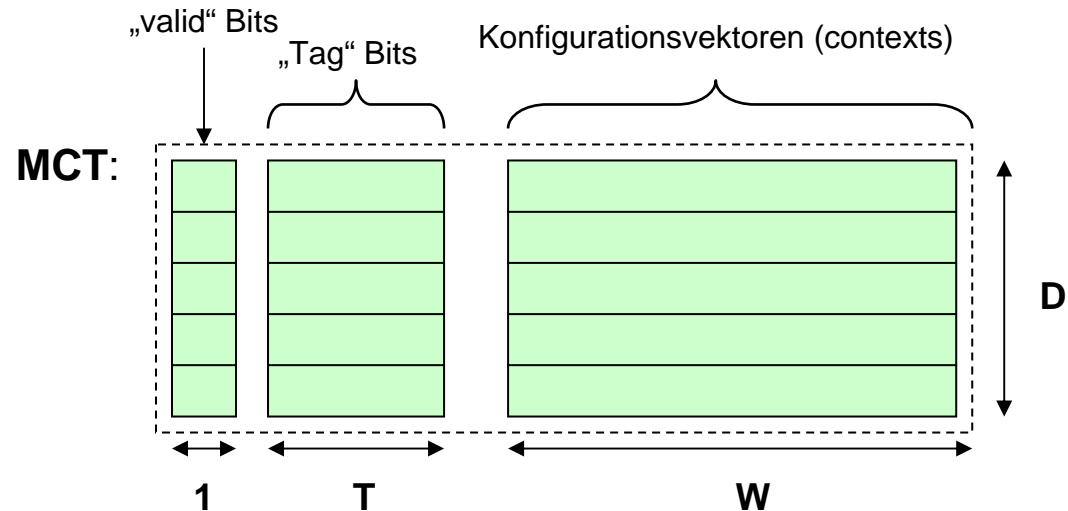 „valid“ Bits
„Tag“ Bits
Konfigurationsvektoren (contexts)
MCT:
D
1
T
W